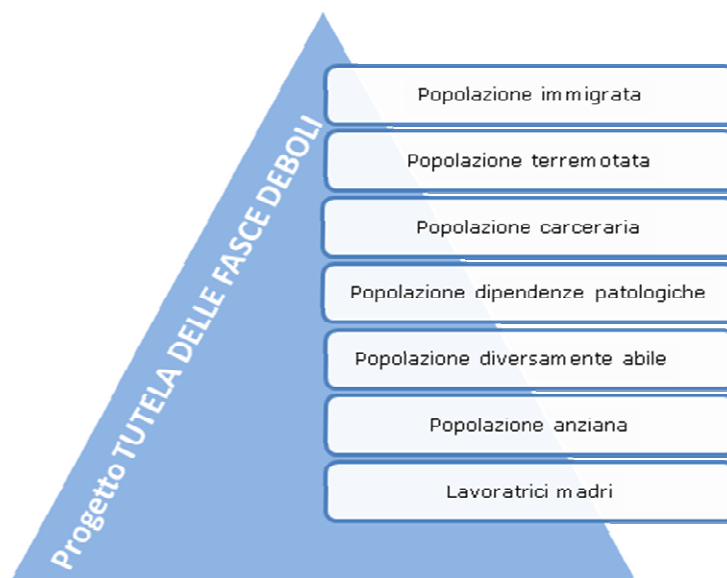 Progetto TUTELA DELLE FASCE DEBOLI
Popolazione immigrata
Popolazione terremotata
Popolazione carceraria
Popolazione dipendenze patologiche
Popolazione diversamente abile
Popolazione anziana
Lavoratrici madri